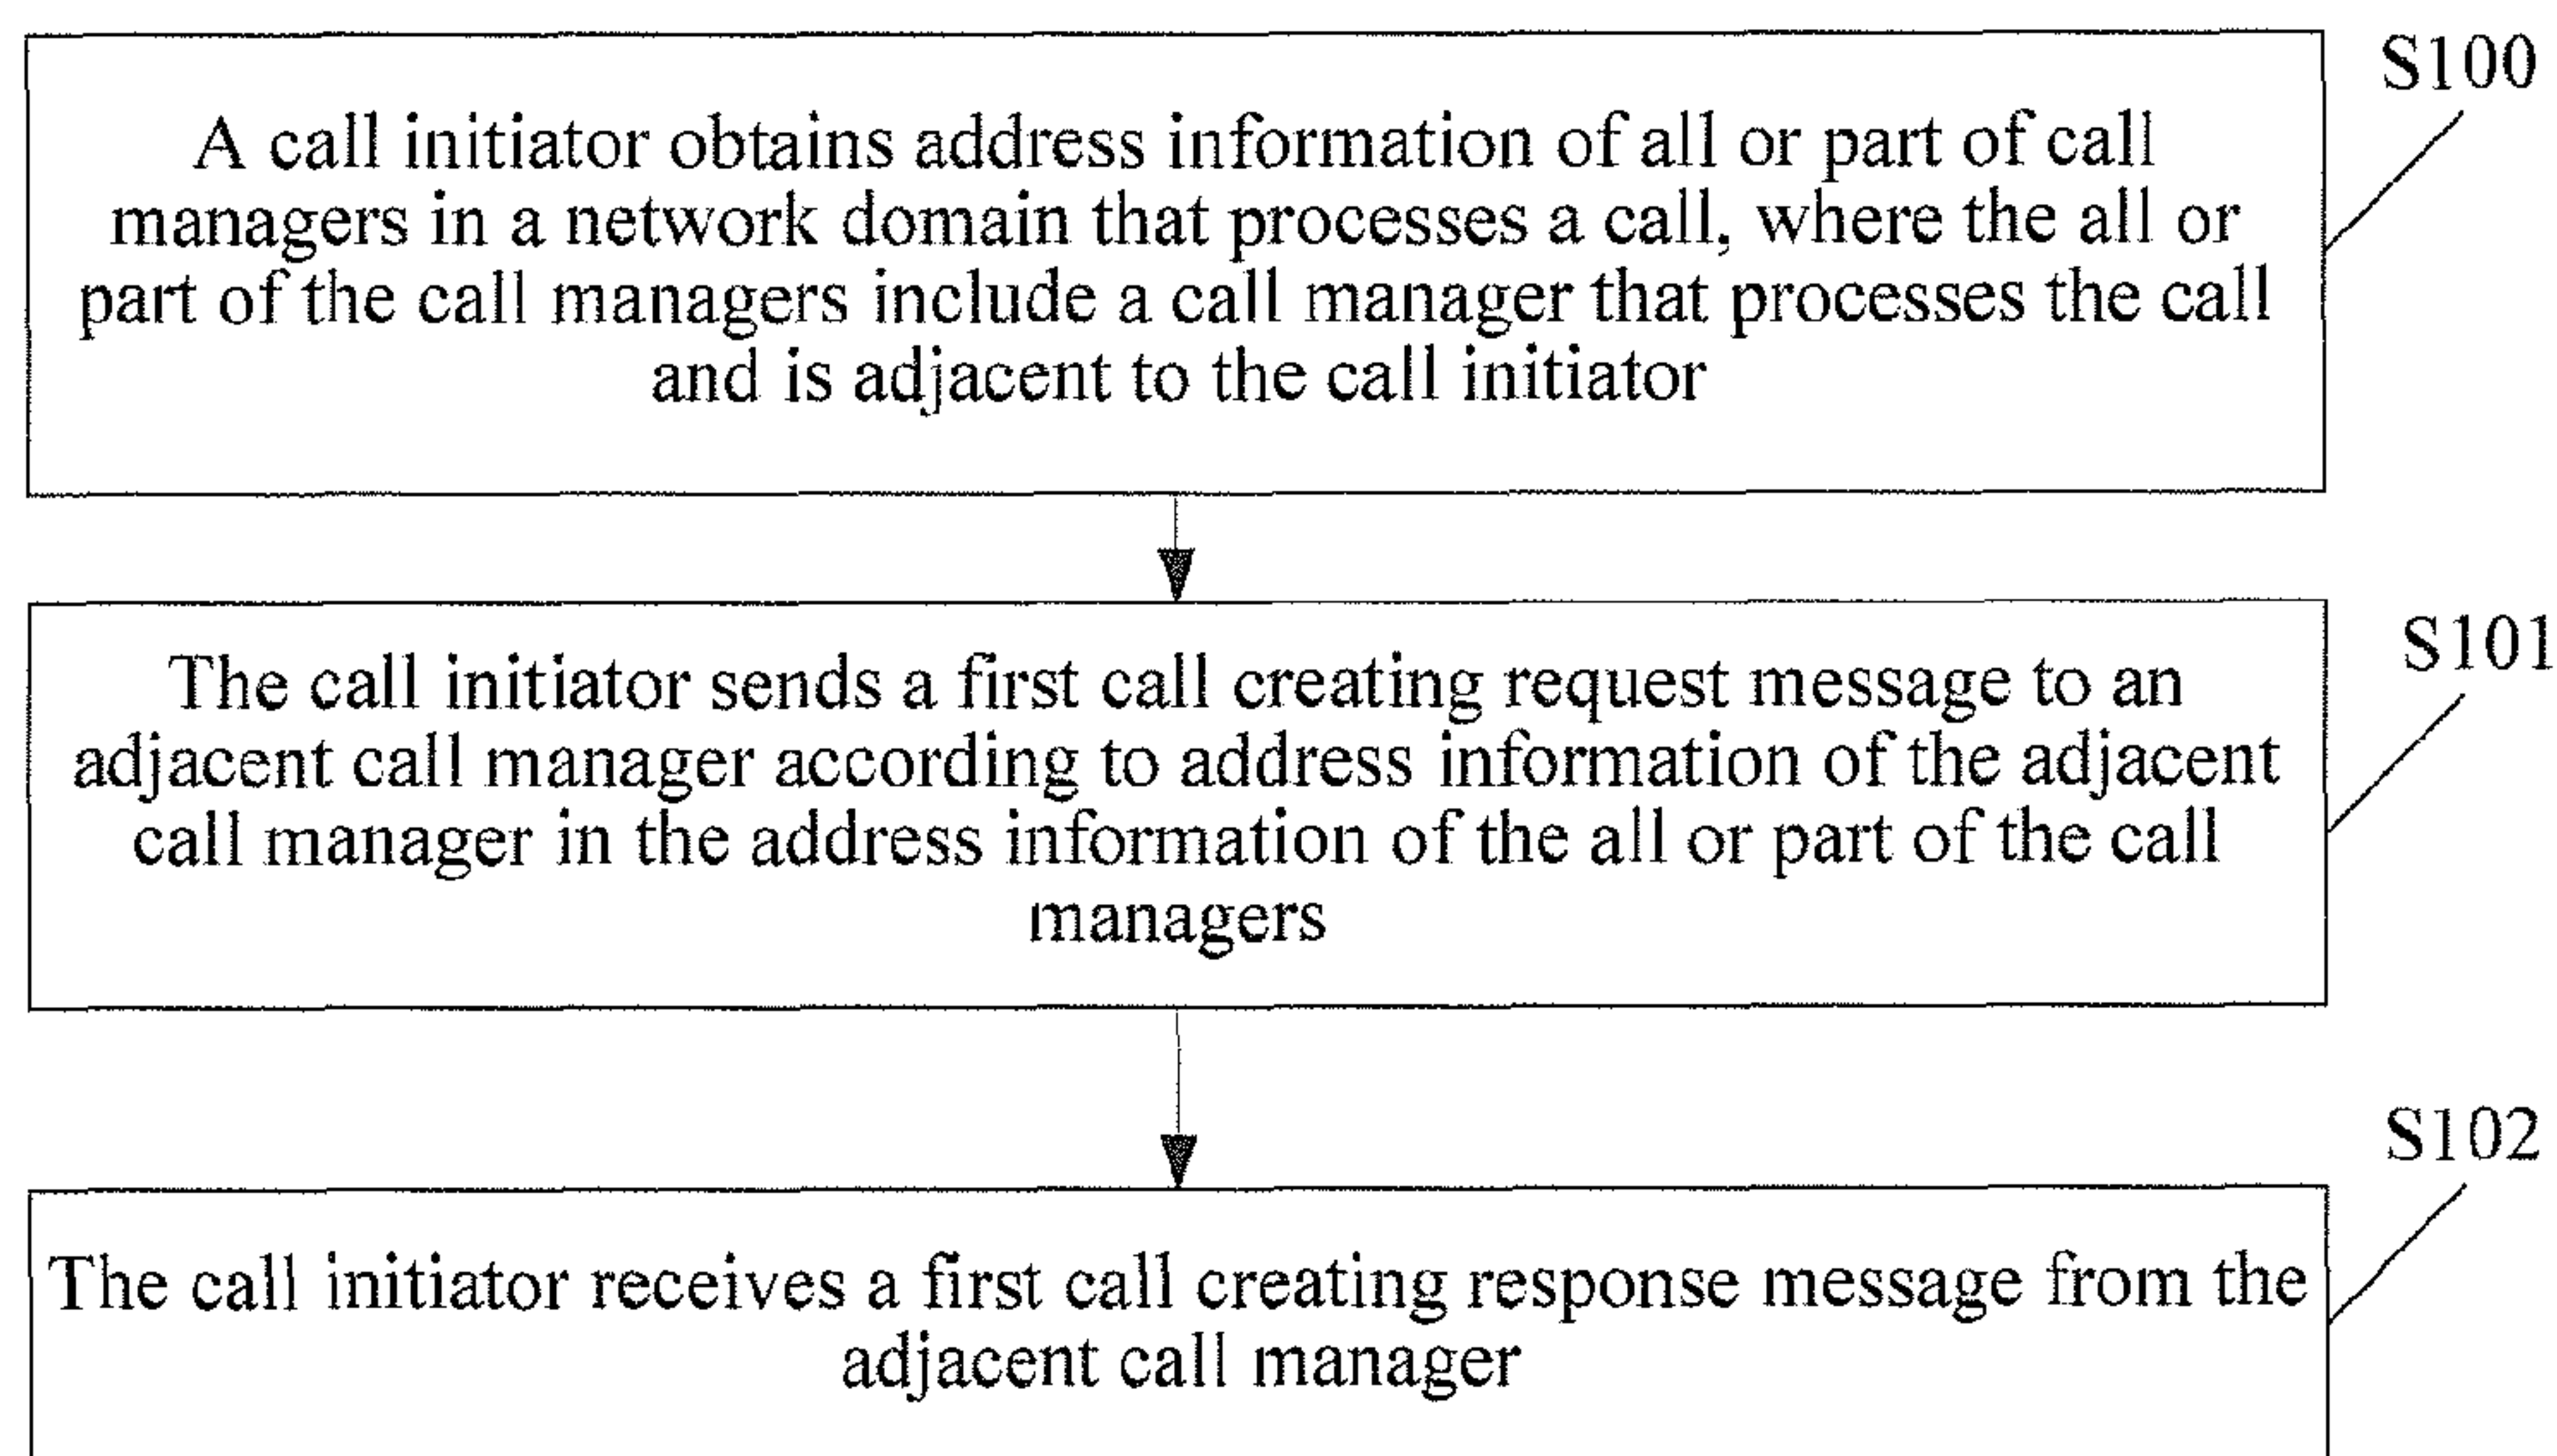 S100
A call initiator obtains address information of all or part of call
managers in a network domain that processes a call, where the all or
part of the call managers include a call manager that processes the call
and is adjacent to the call initiator
S101
The call initiator sends a first call creating request message to an
adjacent call manager according to address information of the adjacent
call manager in the address information of the all or part of the call
managers
S102
The call initiator receives a first call creating response message from the
adjacent call manager